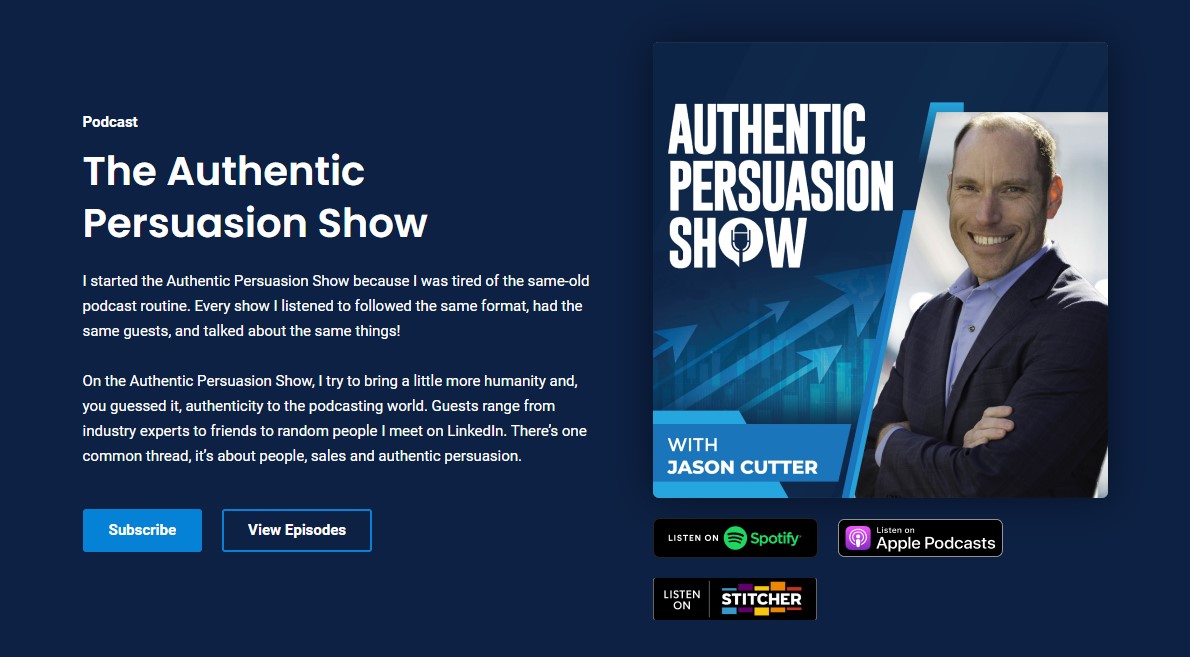 Podcast
The Authentic
Persuasion Show
I started the Authentic Persuasion Show because I was tired of the same-old
podcast routine. Every show I listened to followed the same format, had the
same guests, and talked about the same things!
On the Authentic Persuasion Show, I try to bring a little more humanity and,
you guessed it, authenticity to the podcasting world. Guests range from
industry experts to friends to random people I meet on LinkedIn. There’s one
common thread, it’s about people, sales and authentic persuasion.
Subscribe
View Episodes
AUTHENTIC
PERSUASION
SHOW
WITH
JASON CUTTER
LISTEN ON Spotify
Listen on
Apple Podcasts
LISTEN
ON
STITCHER